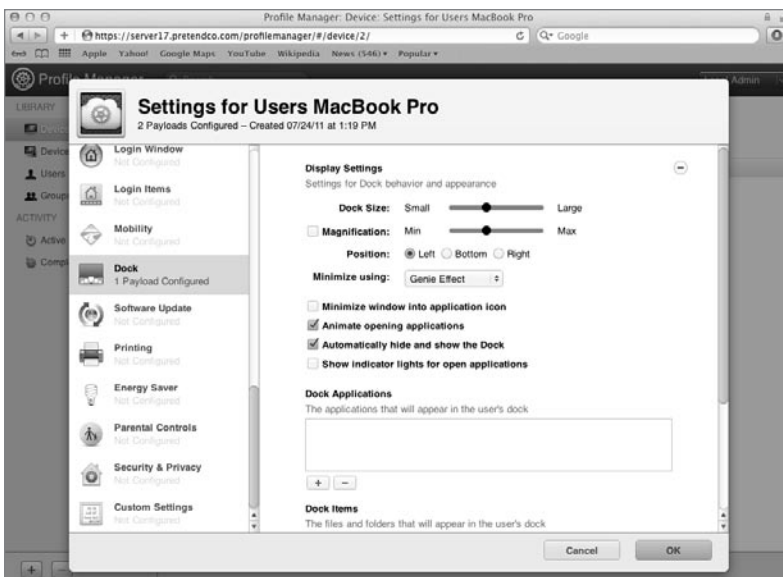 Profile Manager: Device: Settings for Users MacBook Pro
https://server17.pretendco.com/profilemanager/#/device/2/
Google
Apple Yahoo! Google Maps YouTube Wikipedia News (546) Popular
Profile Manager
Admin
LIBRARY
Device
Device
Users
Group
ACTIVITY
Active
Compl
Settings for Users MacBook Pro
2 Payloads Configured – Created 07/24/11 at 1:19 PM
Login Window
Not Configured
Login Items
Not Configured
Mobility
Not Configured
Dock
1 Payload Configured
Software Update
Not Configured
Printing
Not Configured
Energy Saver
Not Configured
Parental Controls
Not Configured
Security & Privacy
Not Configured
Custom Settings
Not Configured
Display Settings
Settings for Dock behavior and appearance
Dock Size: Small Large
Magnification: Min Max
Position: Left Bottom Right
Minimize using: Genie Effect
Minimize window into application icon
Animate opening applications
Automatically hide and show the Dock
Show indicator lights for open applications
Dock Applications
The applications that will appear in the user's dock
+ −
Dock Items
The files and folders that will appear in the user's dock
Cancel OK